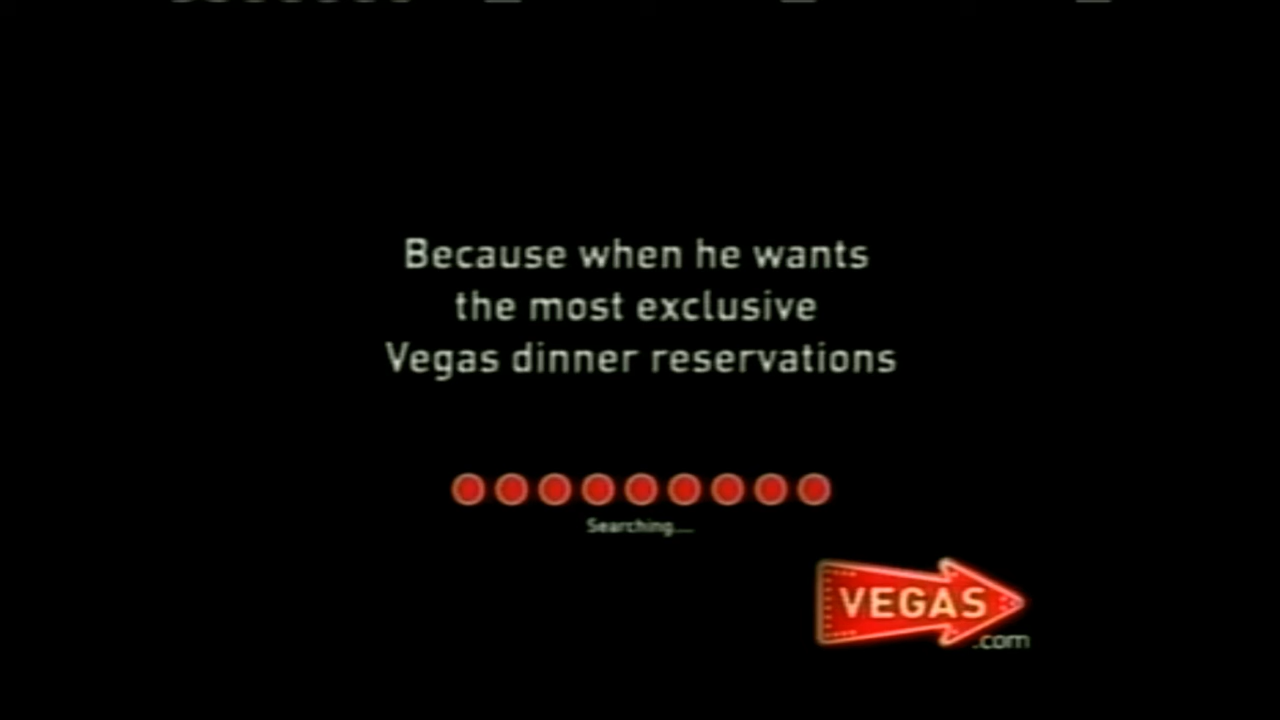 Because when he wants
the most exclusive
Vegas dinner reservations
Searching....
VEGAS
.com